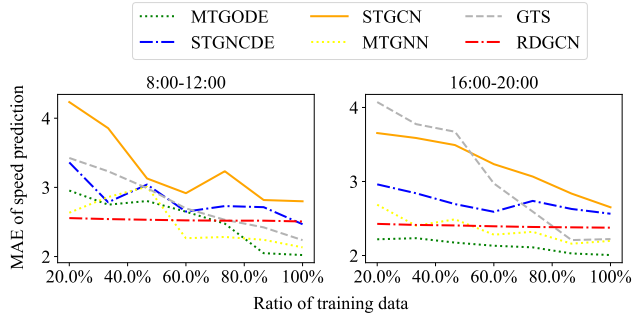 MTGODE STGCN GTS
STGNCDE MTGNN RDGCN
8:00-12:00 16:00-20:00
MAE of speed prediction
4
3
2
20.0% 40.0% 60.0% 80.0% 100%
4
3
2
20.0% 40.0% 60.0% 80.0% 100%
Ratio of training data